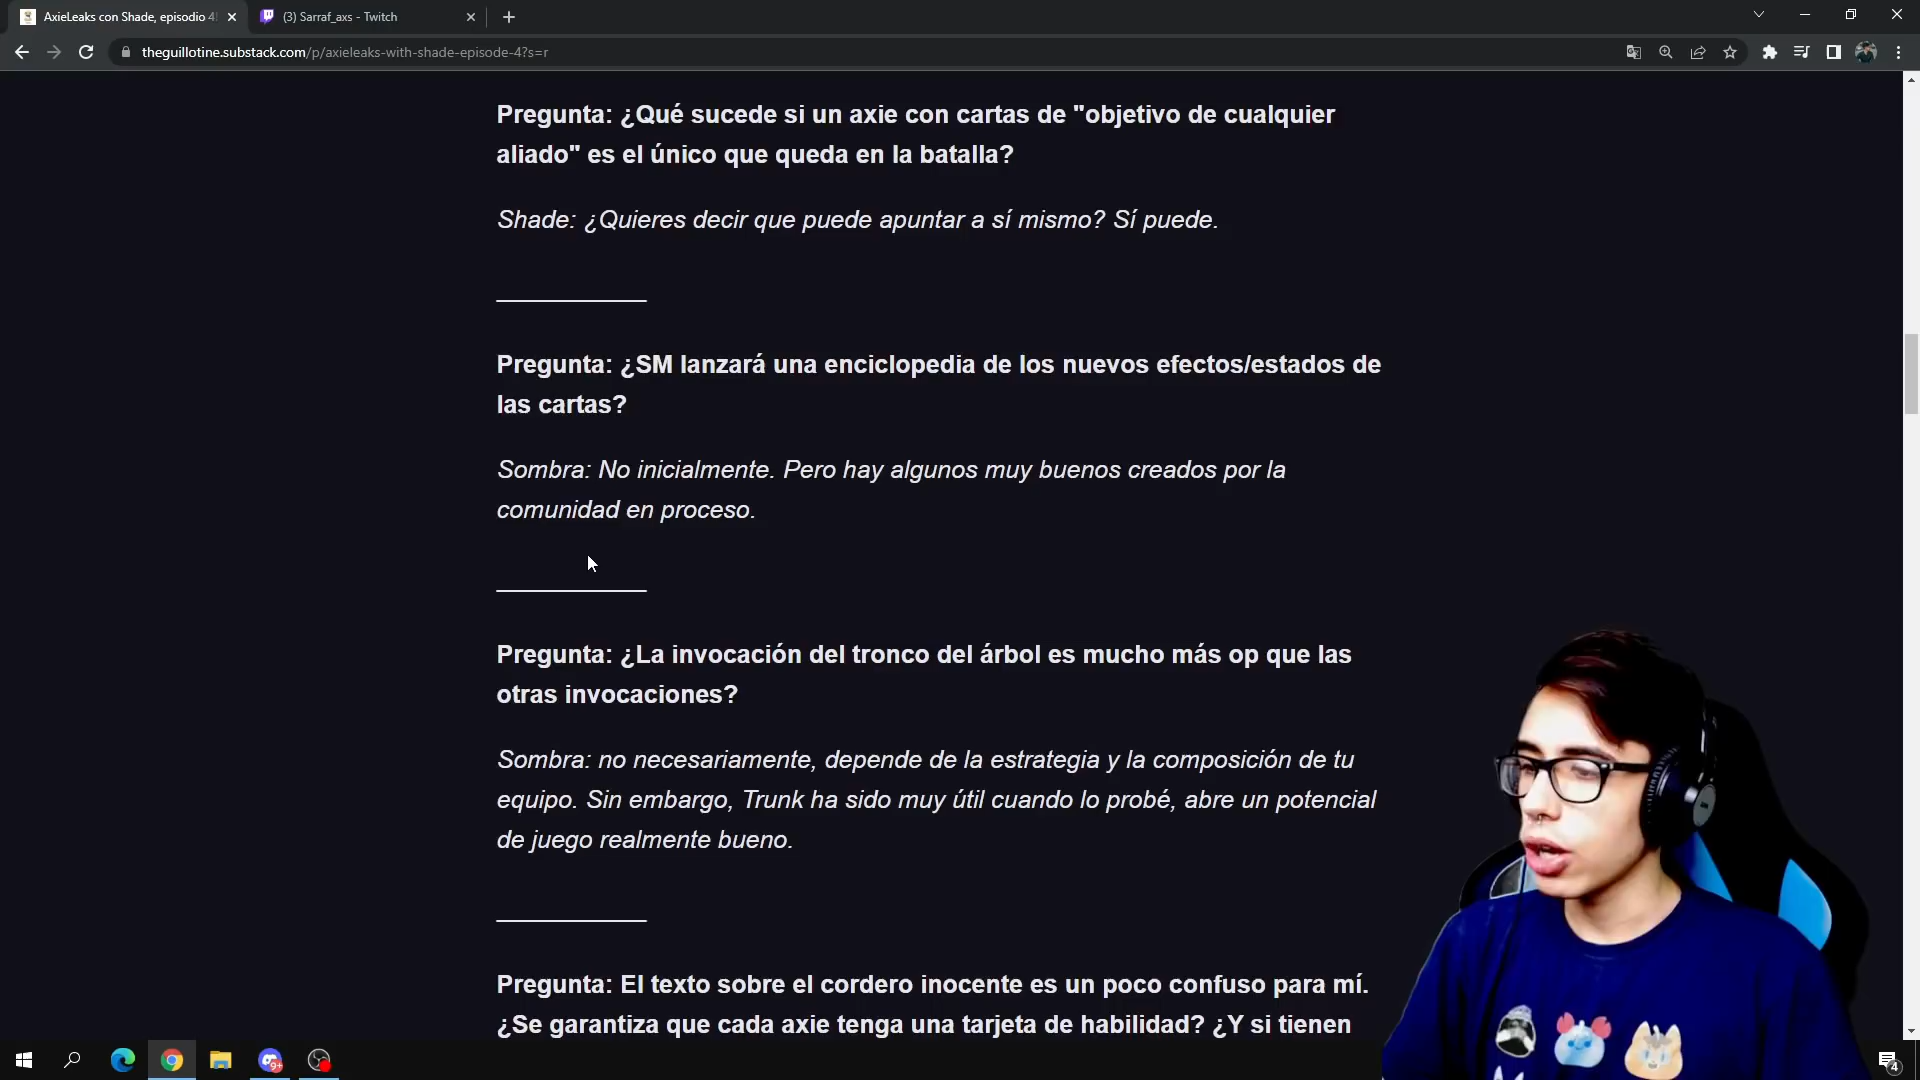 AxieLeaks con Shade, episodio 4
(3) Sarraf_axs - Twitch
theguillotine.substack.com/p/axieleaks-with-shade-episode-4?s=r
Pregunta: ¿Qué sucede si un axie con cartas de "objetivo de cualquier
aliado" es el único que queda en la batalla?
Shade: ¿Quieres decir que puede apuntar a sí mismo? Sí puede.
Pregunta: ¿SM lanzará una enciclopedia de los nuevos efectos/estados de
las cartas?
Sombra: No inicialmente. Pero hay algunos muy buenos creados por la
comunidad en proceso.
Pregunta: ¿La invocación del tronco del árbol es mucho más op que las
otras invocaciones?
Sombra: no necesariamente, depende de la estrategia y la composición de tu
equipo. Sin embargo, Trunk ha sido muy útil cuando lo probé, abre un potencial
de juego realmente bueno.
Pregunta: El texto sobre el cordero inocente es un poco confuso para mí.
¿Se garantiza que cada axie tenga una tarjeta de habilidad? ¿Y si tienen
9+
4